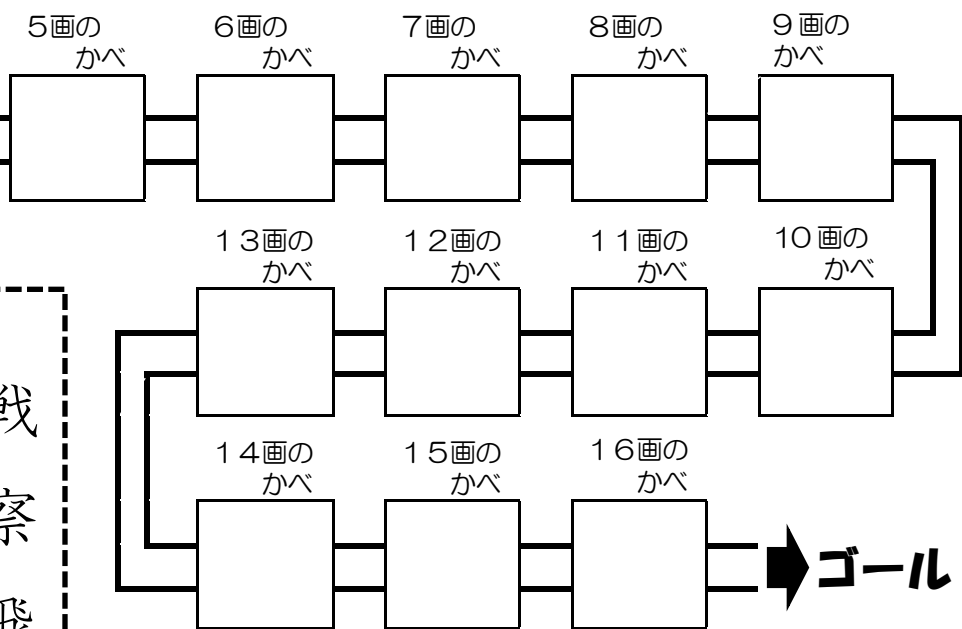 5画の
かべ
6画の
かべ
7画の
かべ
8画の
かべ
9画の
かべ
13画の
かべ
12画の
かべ
11画の
かべ
10画の
かべ
戦
察
飛
14画の
かべ
15画の
かべ
16画の
かべ
ゴール